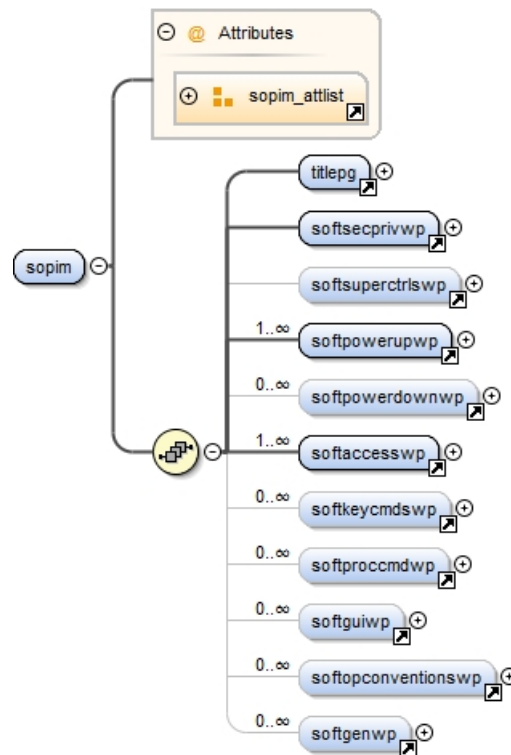 @ Attributes
sopim_attlist
titlepg
softsecprivwp
sopim
softsuperctrlswp
1..∞
softpowerupwp
0..∞
softpowerdownwp
1..∞
softaccesswp
0..∞
softkeycmdswp
0..∞
softproccmdwp
0..∞
softguiwp
0..∞
softopconventionswp
0..∞
softgenwp